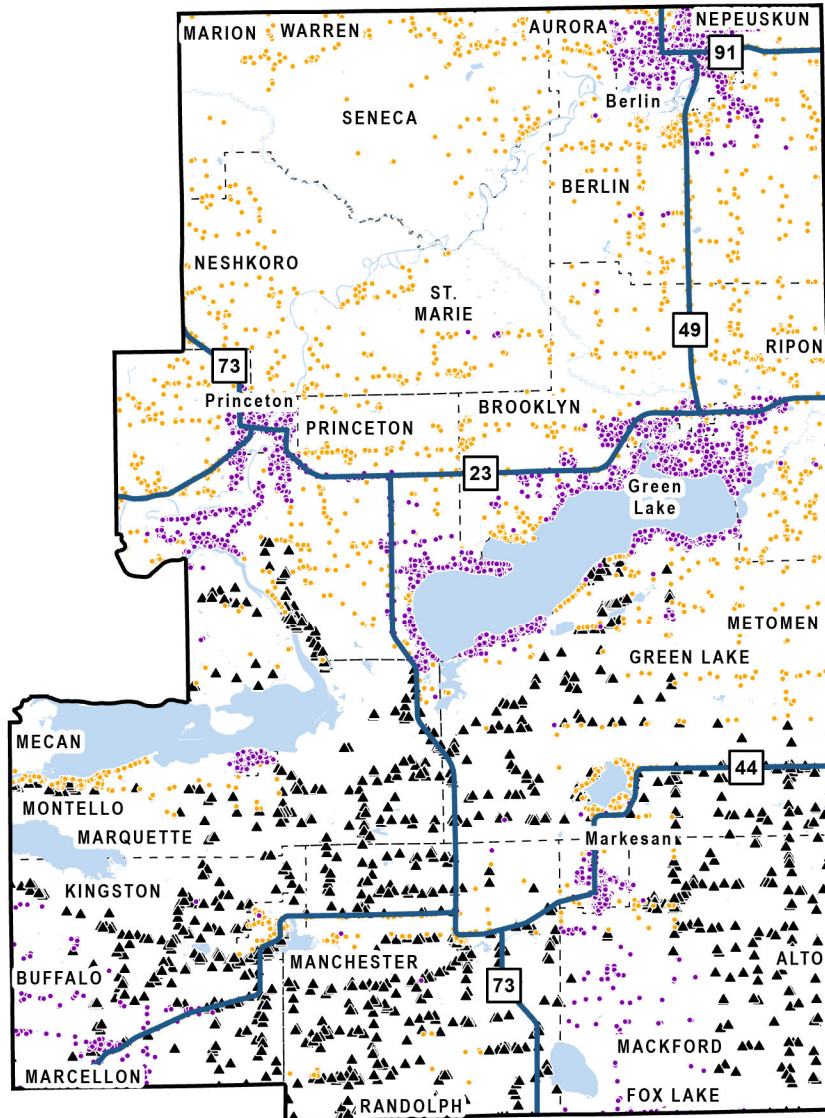 MARION
WARREN
AURORA
NEPEUSKUN
91
Berlin
SENECA
BERLIN
NESHKORO
ST.
MARIE
49
RIPON
73
Princeton
PRINCETON
BROOKLYN
23
Green
Lake
METOMEN
GREEN LAKE
MECAN
44
MONTELLO
MARQUETTE
Markesan
KINGSTON
MANCHESTER
ALTO
BUFFALO
73
MACKFORD
MARCELLON
FOX LAKE
RANDOLPH